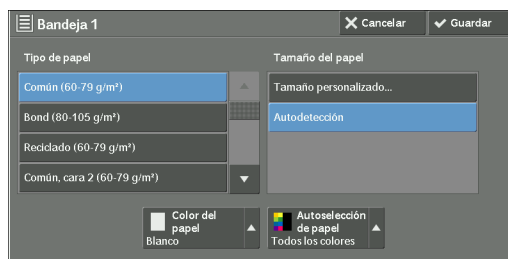 Bandeja 1
Cancelar
Guardar
Tipo de papel
Tamaño del papel
Común (60-79 g/m²)
Bond (80-105 g/m²)
Reciclado (60-79 g/m²)
Común, cara 2 (60-79 g/m²)
Tamaño personalizado...
Autodetección
Color del
papel
Blanco
Autoselección
de papel
Todos los colores